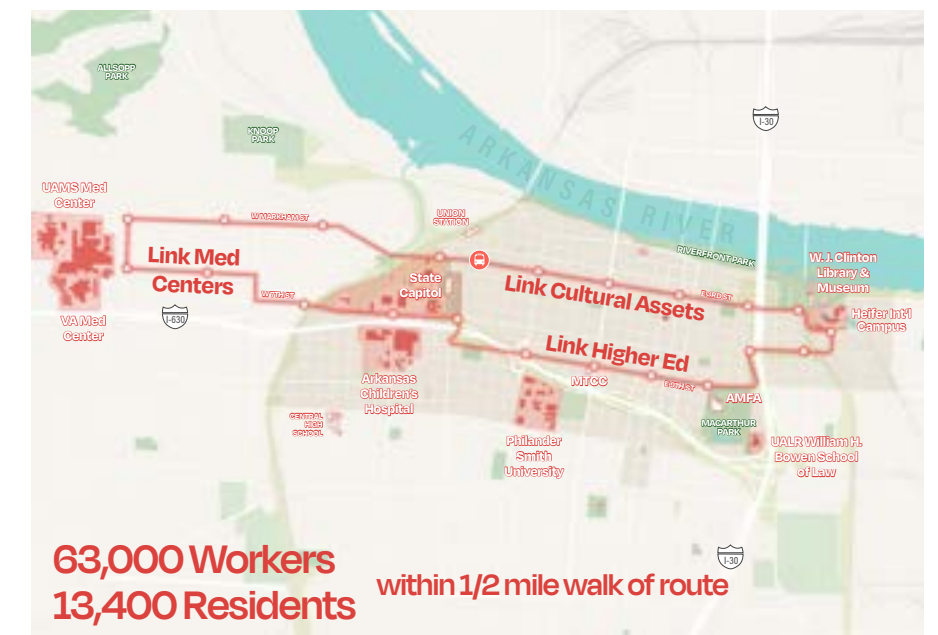 ALLSOPP
PARK
KNOOP
PARK
I-30
ARKANSAS RIVER
UAMS Med
Center
W MARKHAM ST
UNION
STATION
RIVERFRONT PARK
Link Med
Centers
State
Capitol
W. J. Clinton
Library &
Museum
W 7TH ST
Link Cultural Assets
E 3RD ST
Heifer Int'l
Campus
VA Med
Center
I-630
Link Higher Ed
Arkansas
Children's
Hospital
MTCC
AMFA
CENTRAL
HIGH
SCHOOL
MACARTHUR
PARK
Philander
Smith
University
UALR William H.
Bowen School
of Law
63,000 Workers
13,400 Residents
within 1/2 mile walk of route
I-30